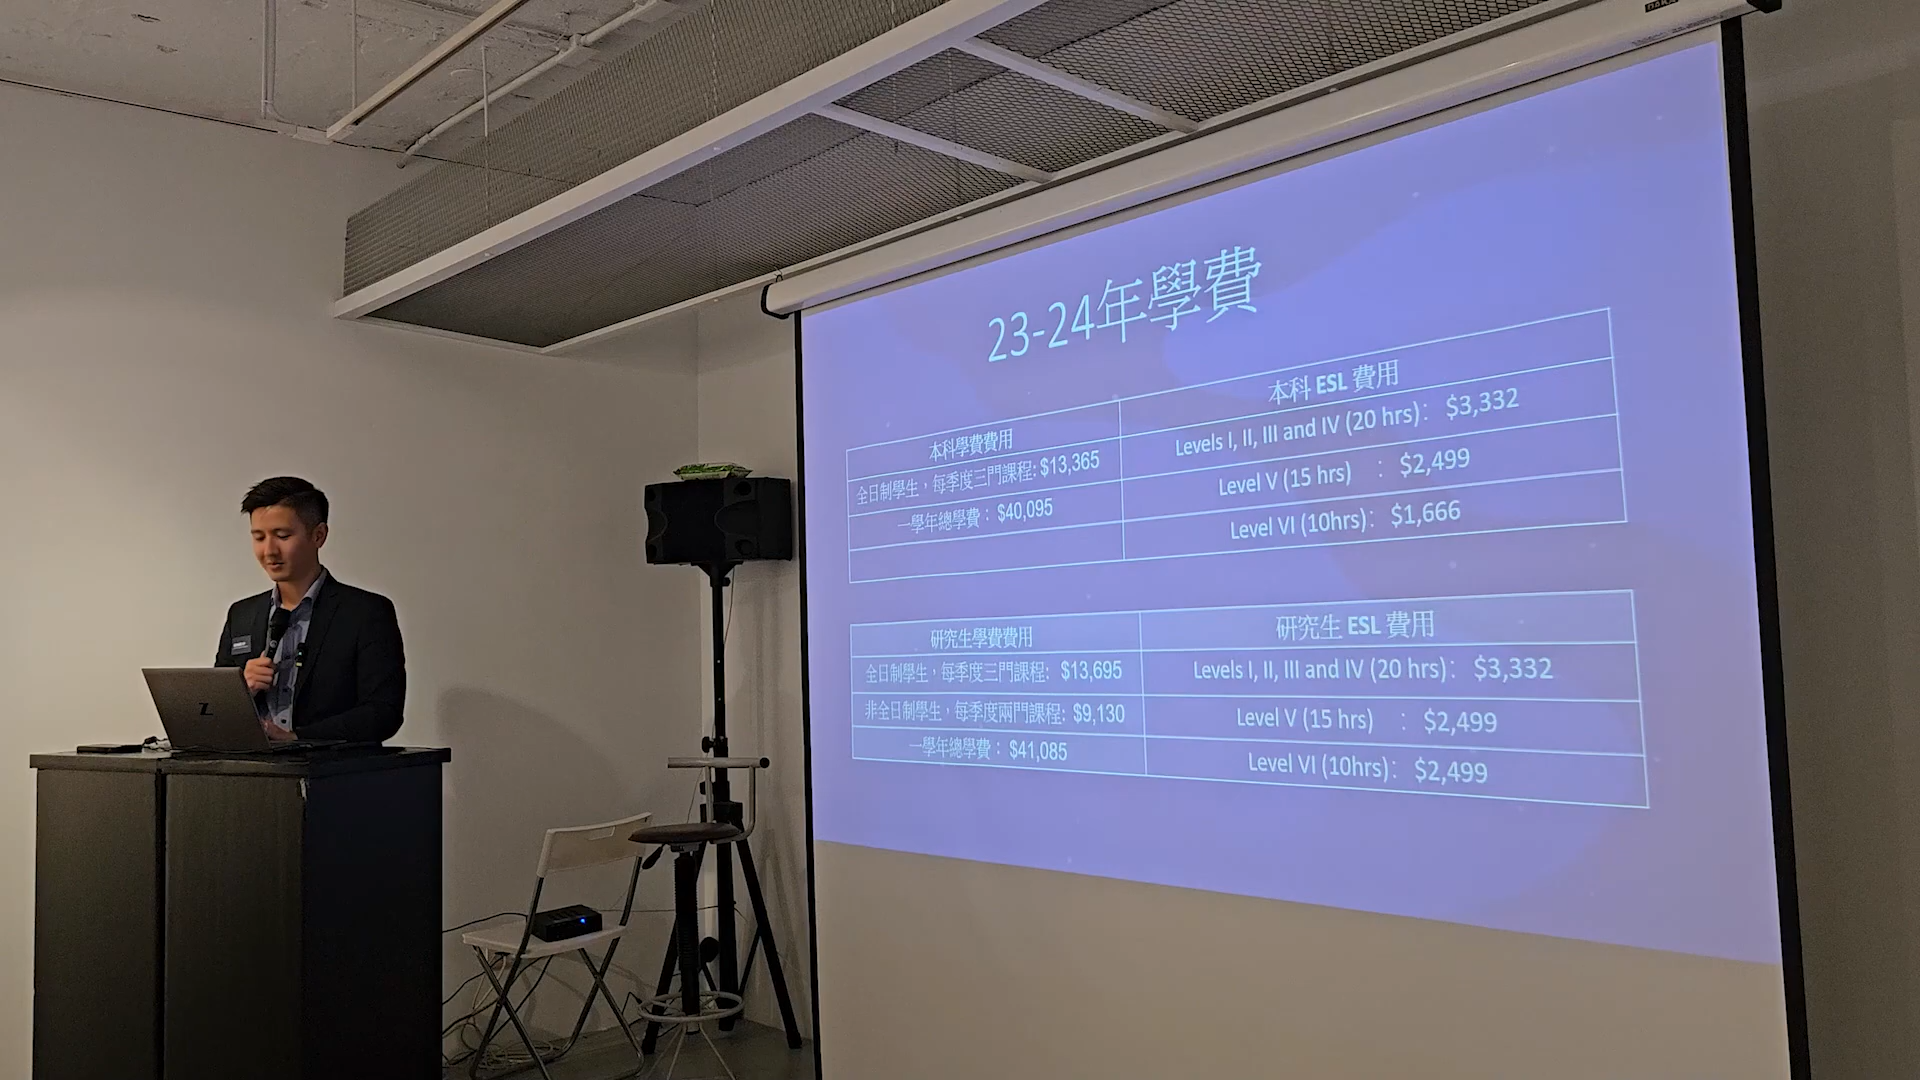 23-24年學費
本科學費費用
全日制學生，每季度三門課程: $13,365
一學年總學費： $40,095
本科 ESL 費用
Levels I, II, III and IV (20 hrs)： $3,332
Level V (15 hrs) ： $2,499
Level VI (10hrs)： $1,666
研究生學費費用
全日制學生，每季度三門課程: $13,695
非全日制學生，每季度兩門課程: $9,130
一學年總學費： $41,085
研究生 ESL 費用
Levels I, II, III and IV (20 hrs)： $3,332
Level V (15 hrs) ： $2,499
Level VI (10hrs)： $2,499